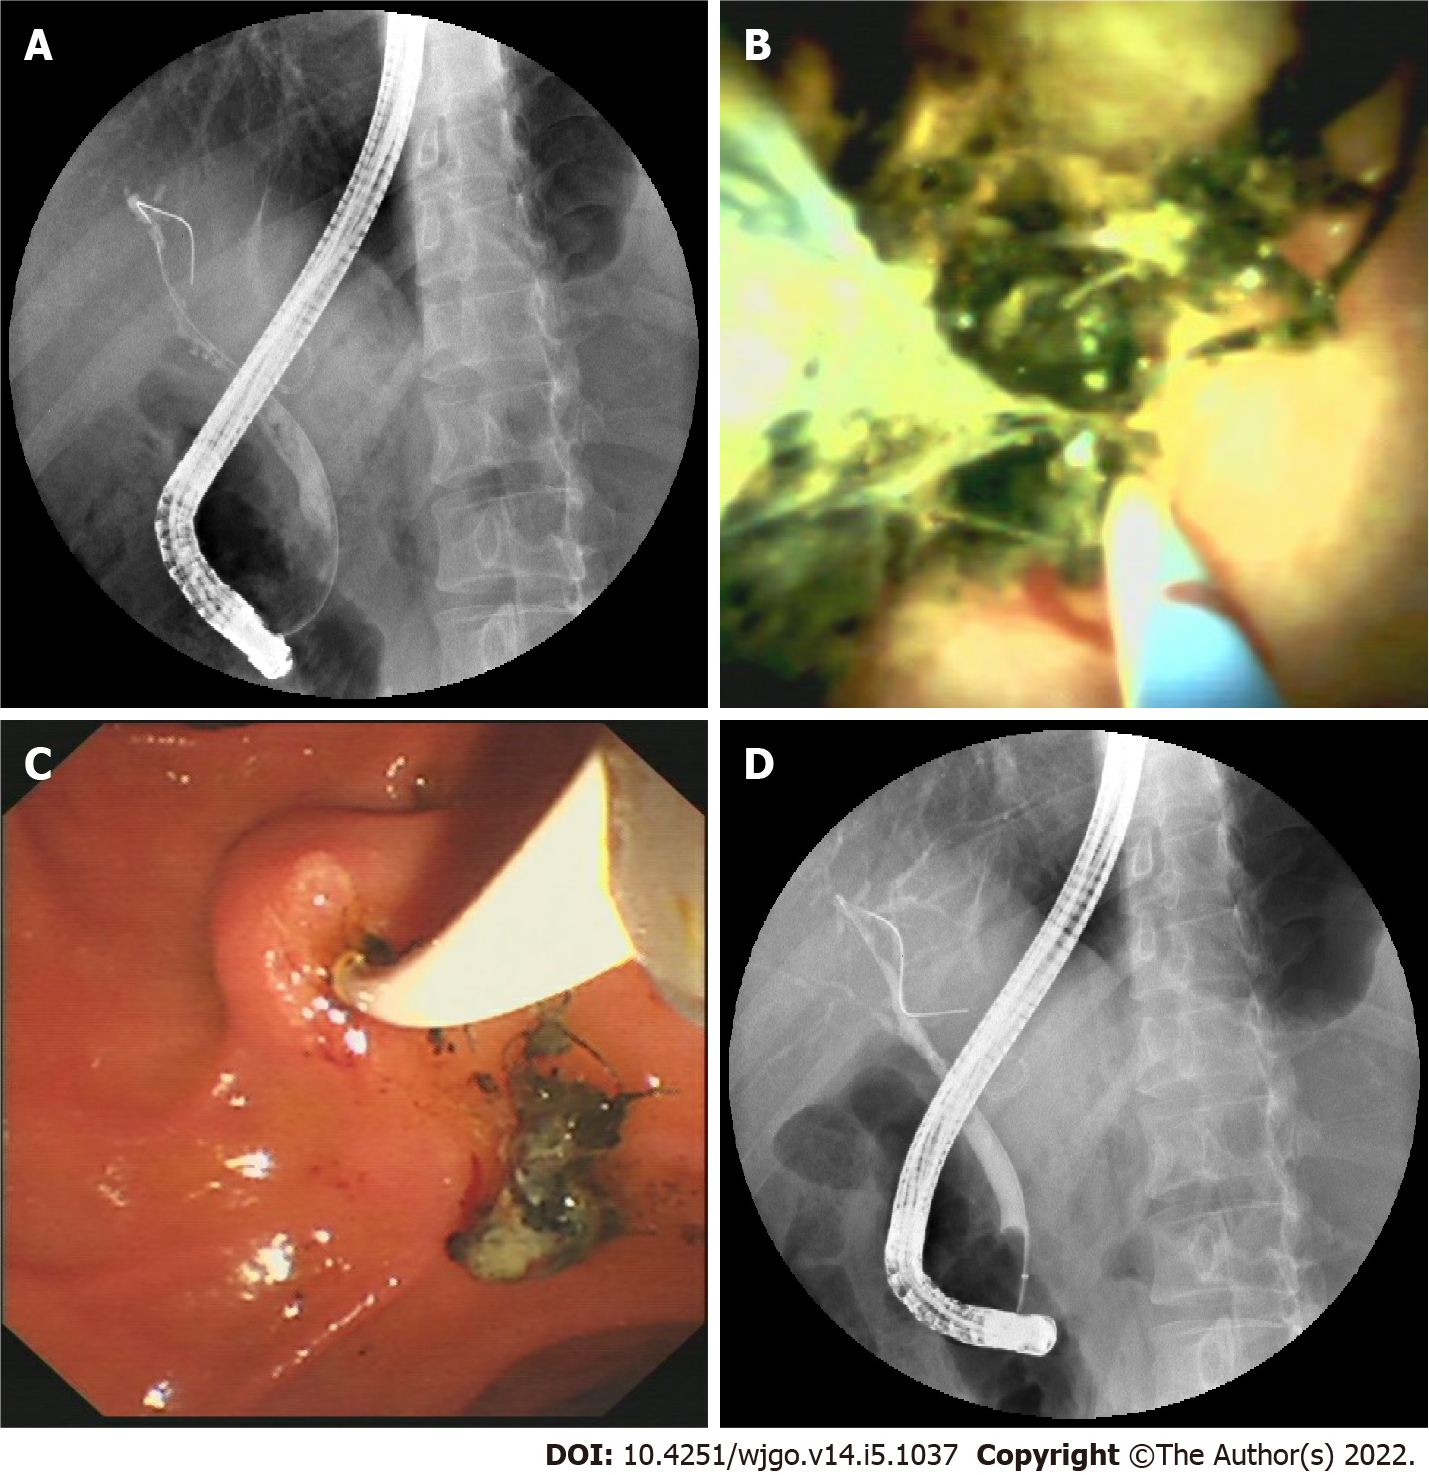 A
B
C
D
DOI: 10.4251/wjgo.v14.i5.1037 Copyright ©The Author(s) 2022.